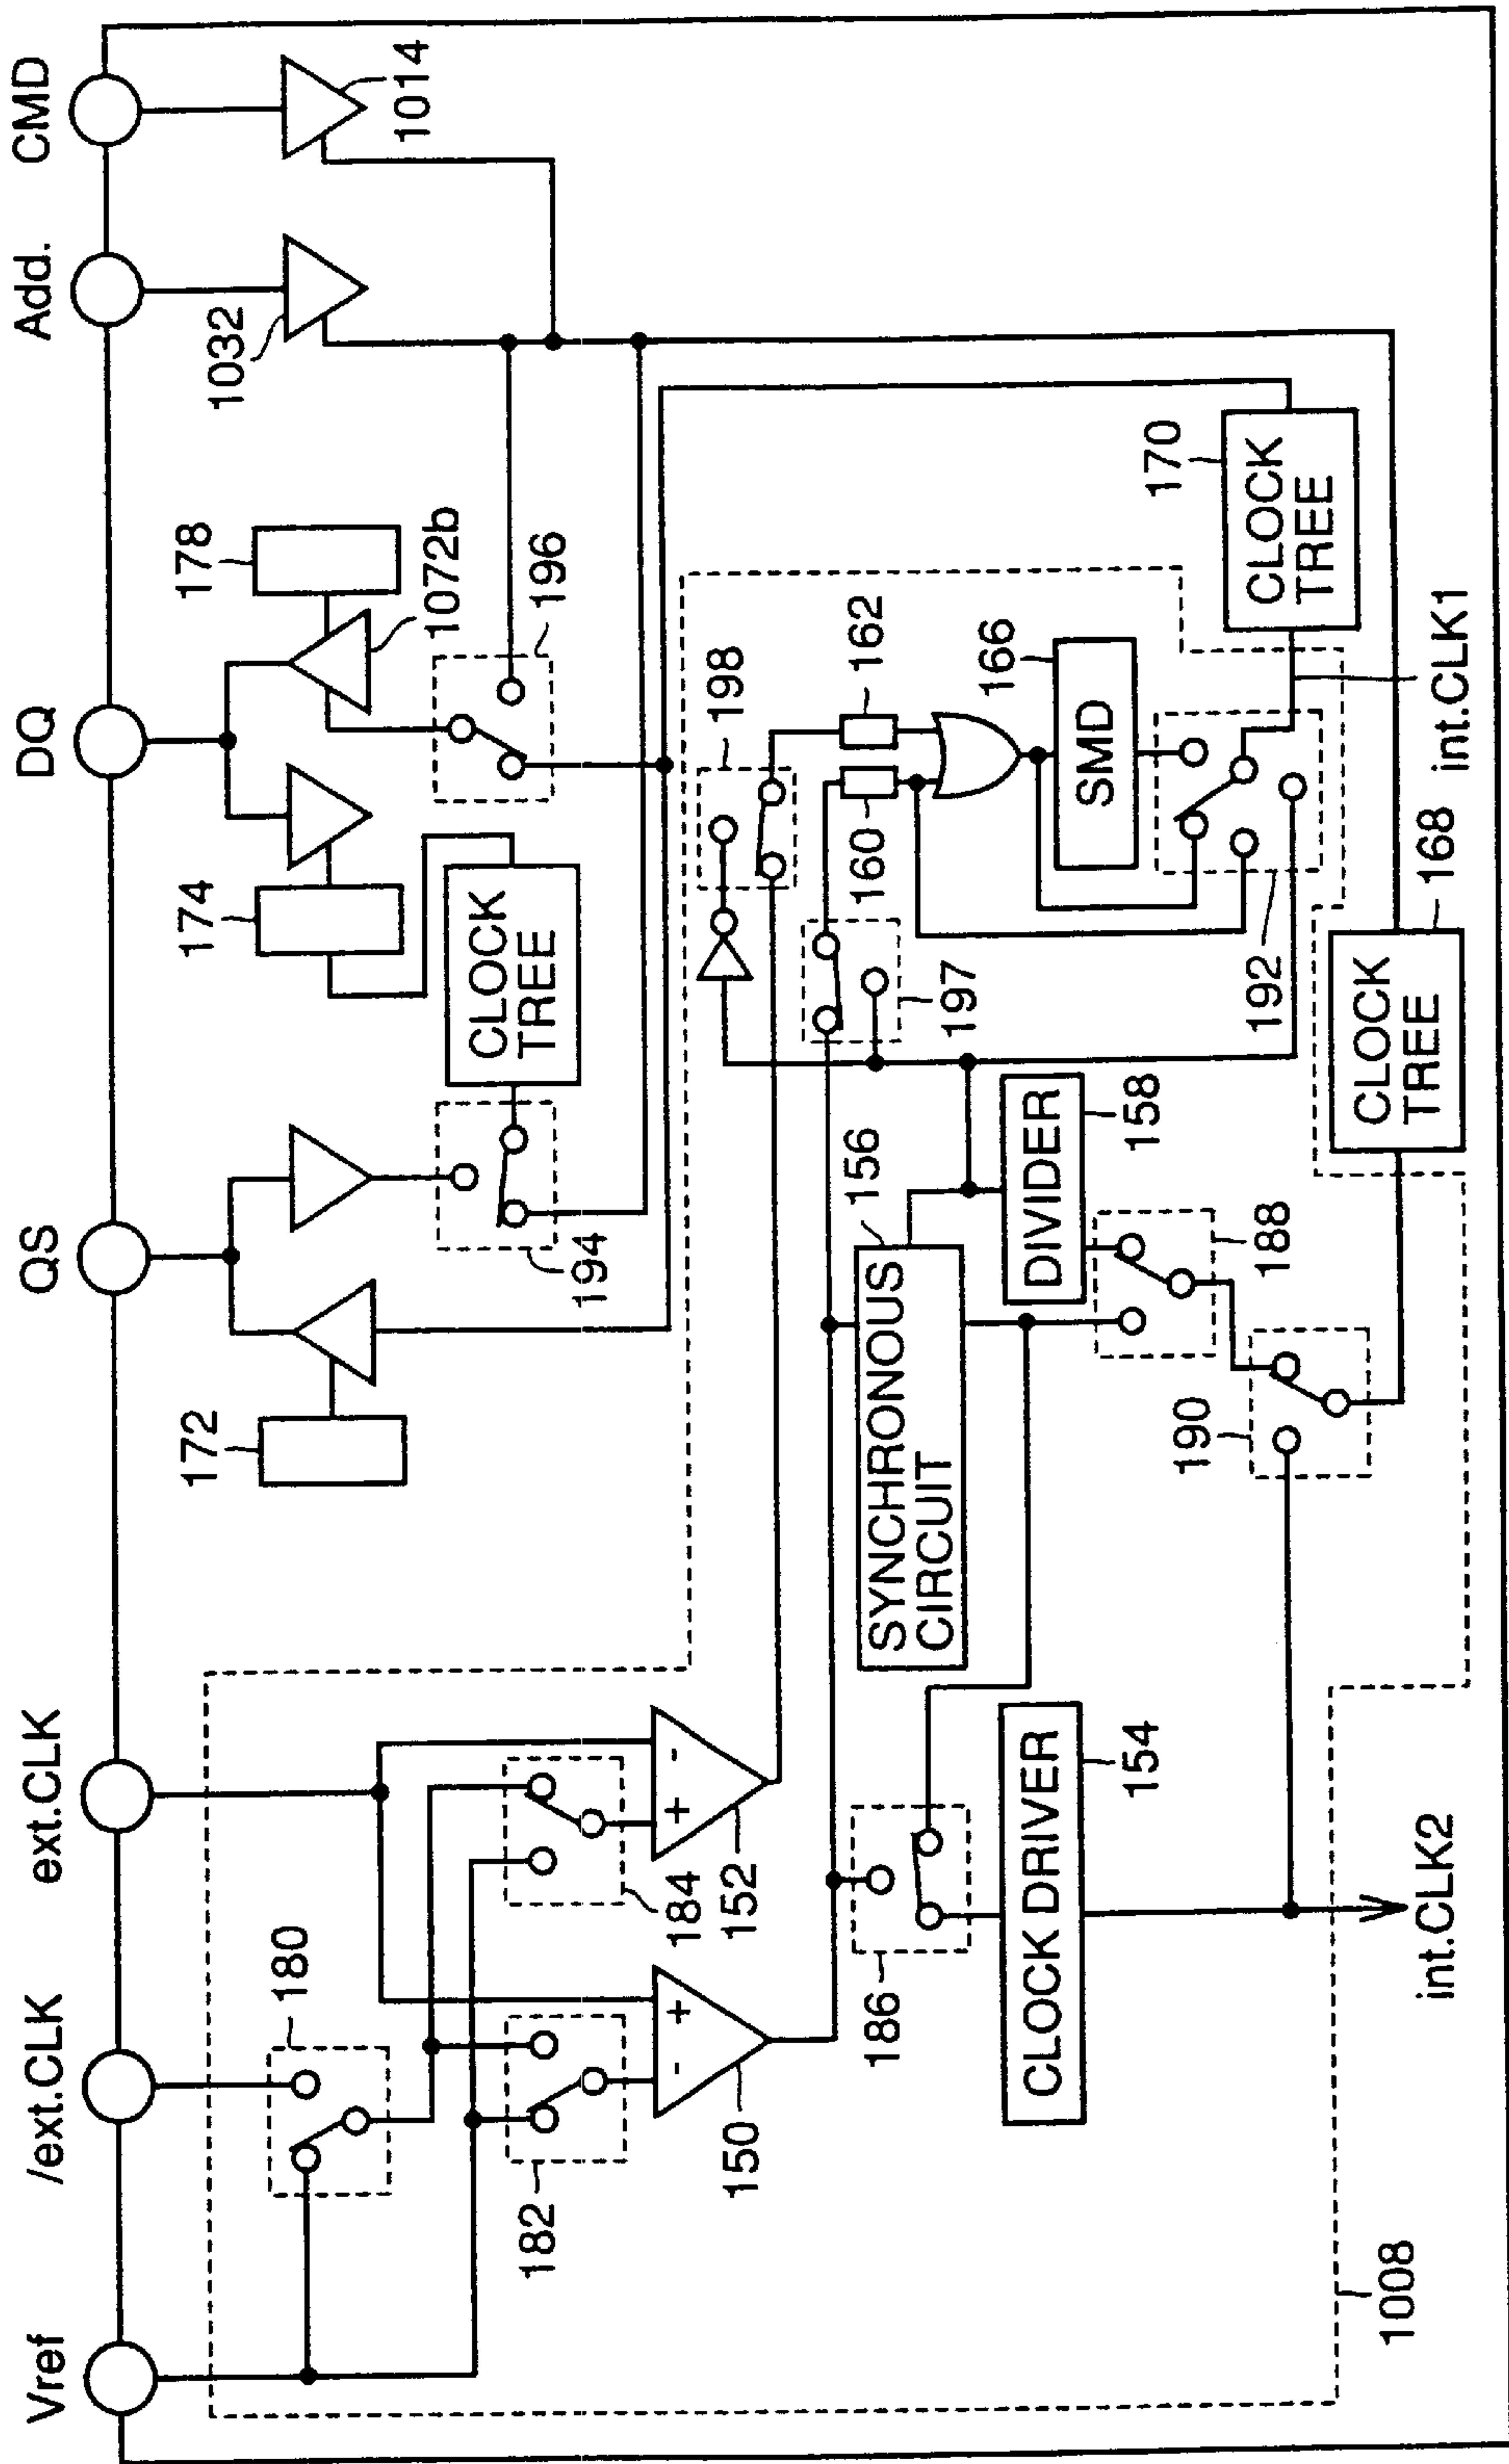 Vref
/ext.CLK
ext.CLK
QS
DQ
Add.
CMD
180
182
184
150
152
172
194
CLOCK
TREE
174
178
1072b
196
1032
1014
198
197
160
162
166
SMD
192
170
CLOCK
TREE
int.CLK1
168
CLOCK
TREE
156
SYNCHRONOUS
CIRCUIT
DIVIDER
158
188
190
186
CLOCK DRIVER
154
int.CLK2
1008
-
+
+
-